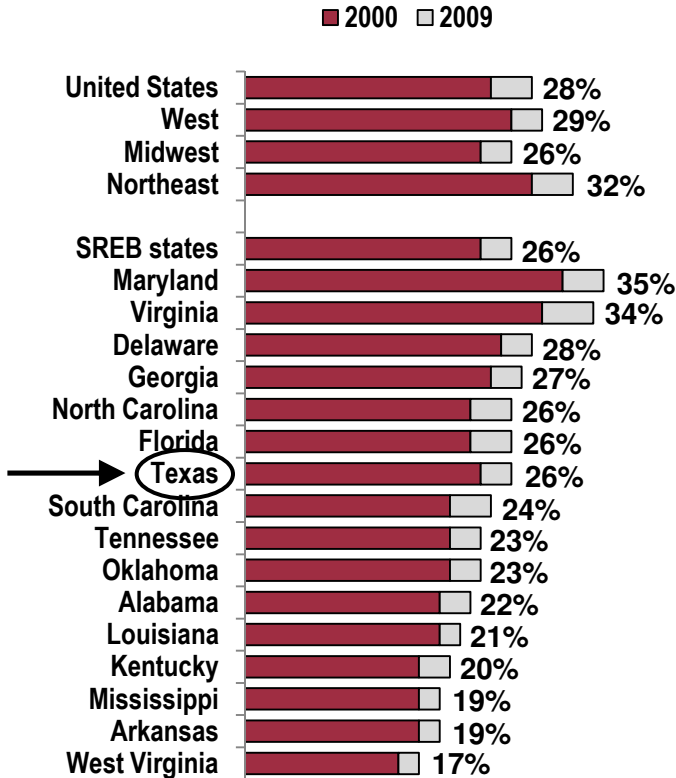 2000 2009
United States 28%
West 29%
Midwest 26%
Northeast 32%
SREB states 26%
Maryland 35%
Virginia 34%
Delaware 28%
Georgia 27%
North Carolina 26%
Florida 26%
Texas 26%
South Carolina 24%
Tennessee 23%
Oklahoma 23%
Alabama 22%
Louisiana 21%
Kentucky 20%
Mississippi 19%
Arkansas 19%
West Virginia 17%